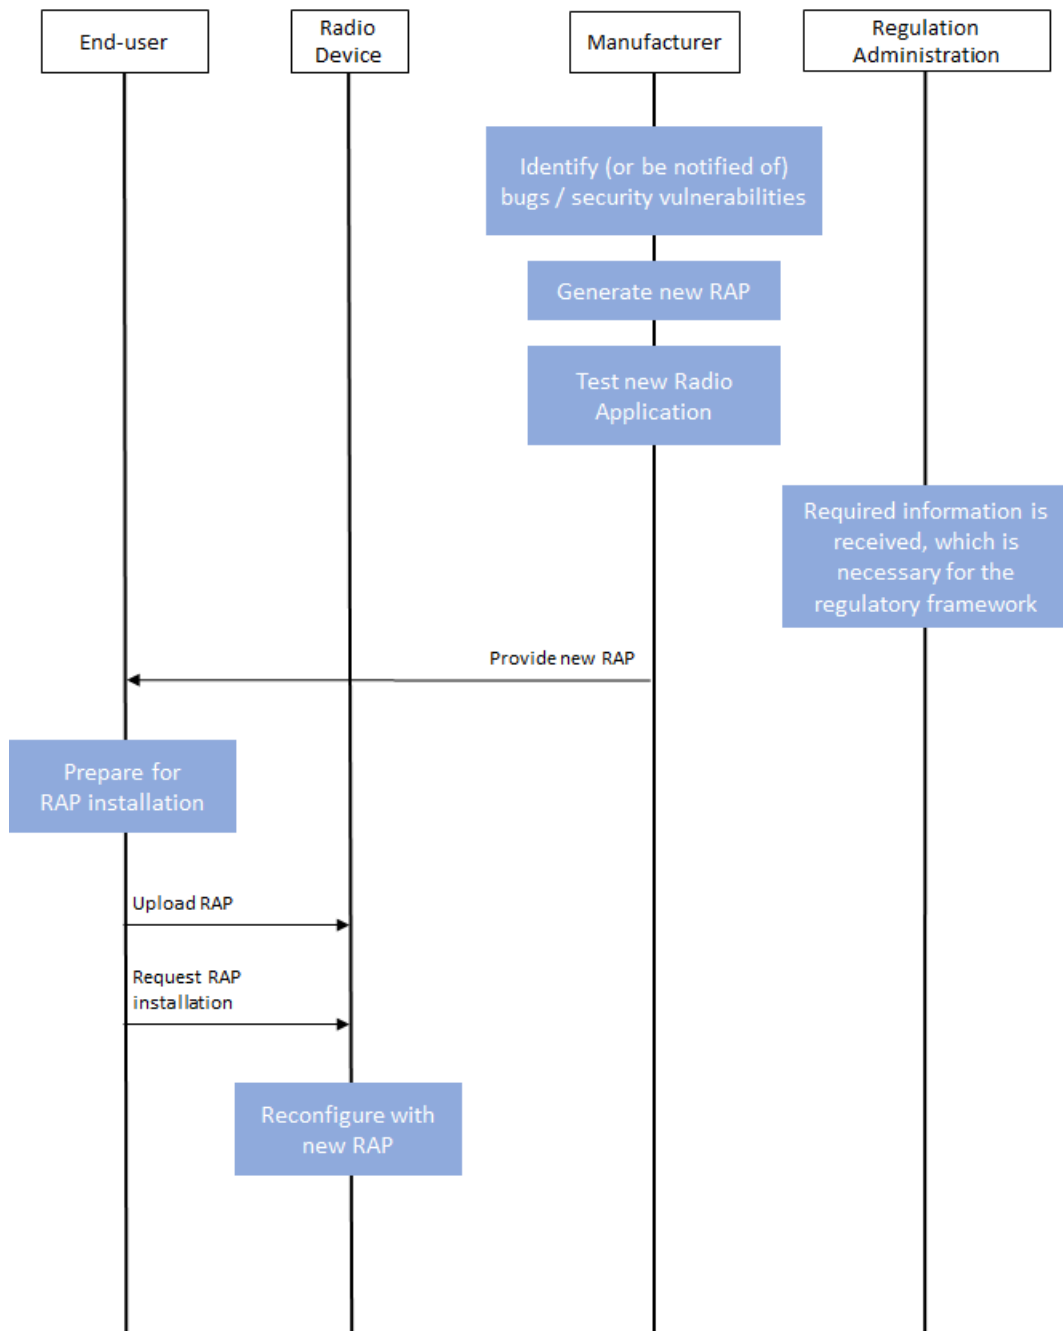 End-user
Radio
Device
Manufacturer
Regulation
Administration
Identify (or be notified of)
bugs / security vulnerabilities
Generate new RAP
Test new Radio
Application
Required information is
received, which is
necessary for the
regulatory framework
Provide new RAP
Prepare for
RAP installation
Upload RAP
Request RAP
installation
Reconfigure with
new RAP